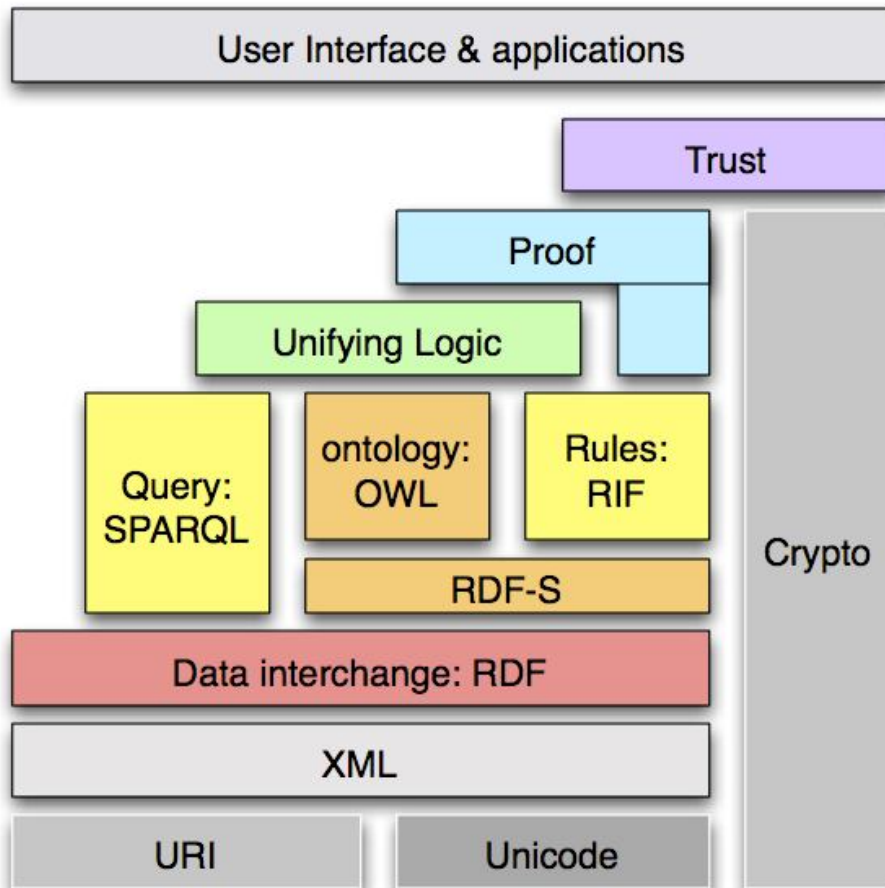 User Interface & applications
Trust
Proof
Unifying Logic
Query:
SPARQL
ontology:
OWL
Rules:
RIF
RDF-S
Crypto
Data interchange: RDF
XML
URI
Unicode